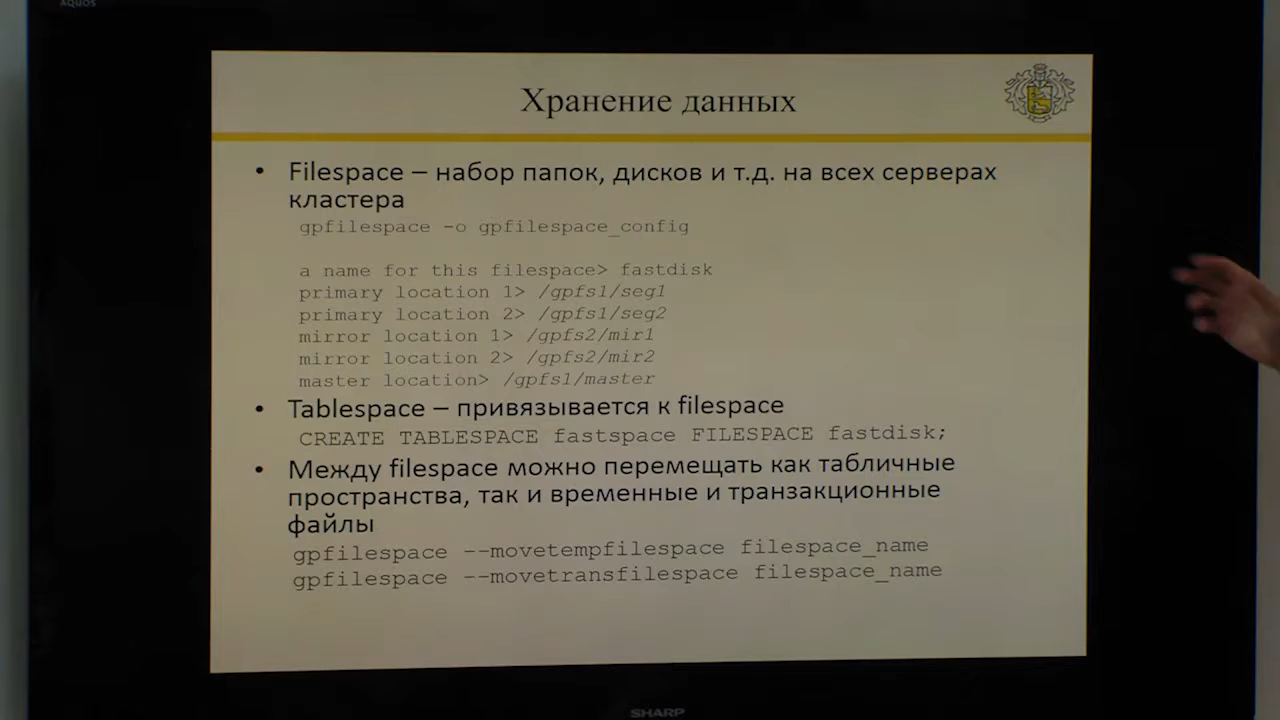 AQUOS
Хранение данных
• Filespace – набор папок, дисков и т.д. на всех серверах
кластера
gpfilespace -o gpfilespace_config
a name for this filespace> fastdisk
primary location 1> /gpfs1/seg1
primary location 2> /gpfs1/seg2
mirror location 1> /gpfs2/mir1
mirror location 2> /gpfs2/mir2
master location> /gpfs1/master
• Tablespace – привязывается к filespace
CREATE TABLESPACE fastspace FILESPACE fastdisk;
• Между filespace можно перемещать как табличные
пространства, так и временные и транзакционные
файлы
gpfilespace --movetempfilespace filespace_name
gpfilespace --movetransfilespace filespace_name
SHARP